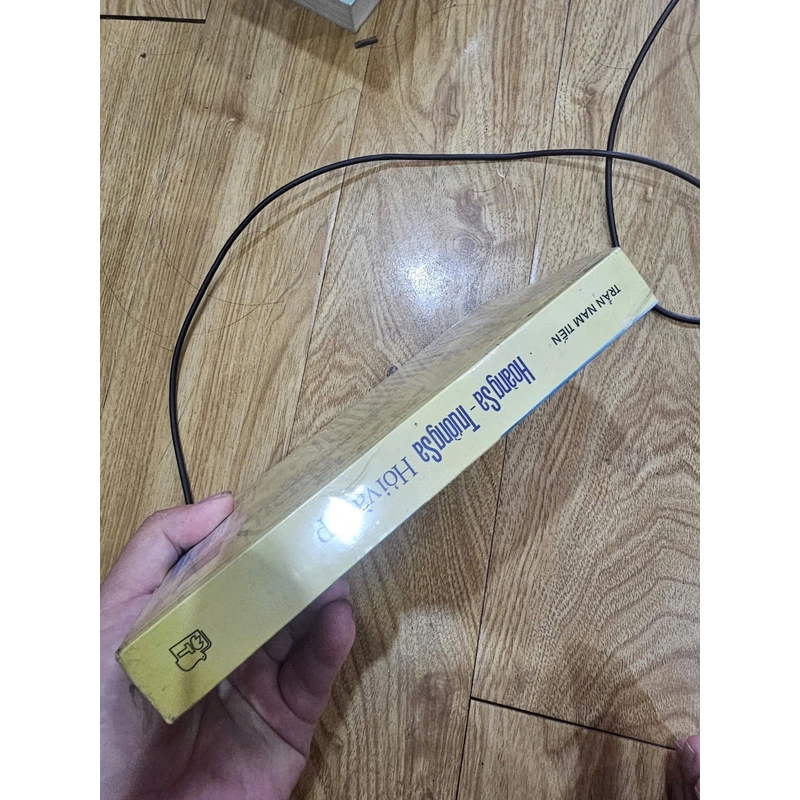 TRẦN NAM TIẾN
Hoàng Sa - Trường Sa Hỏi và